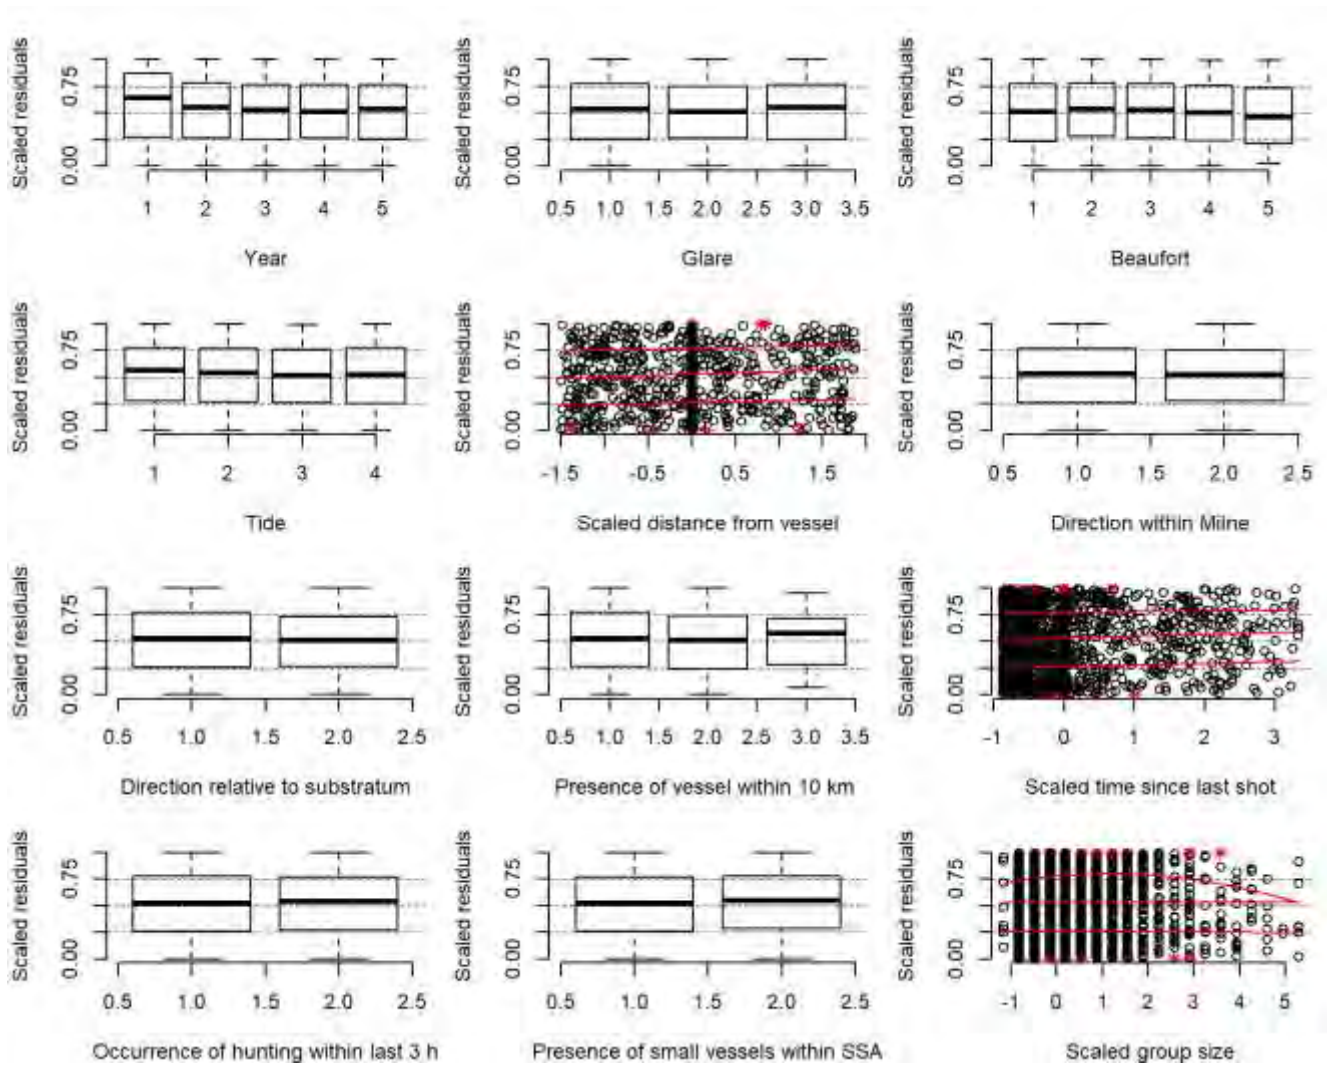 Scaled residuals
0.00 0.75
1 2 3 4 5
Year
Scaled residuals
0.00 0.75
0.5 1.0 1.5 2.0 2.5 3.0 3.5
Glare
Scaled residuals
0.00 0.75
1 2 3 4 5
Beaufort
Scaled residuals
0.00 0.75
1 2 3 4
Tide
Scaled residuals
0.00 0.75
-1.5 -0.5 0.5 1.5
Scaled distance from vessel
Scaled residuals
0.00 0.75
0.5 1.0 1.5 2.0 2.5
Direction within Milne
Scaled residuals
0.00 0.75
0.5 1.0 1.5 2.0 2.5
Direction relative to substratum
Scaled residuals
0.00 0.75
0.5 1.0 1.5 2.0 2.5 3.0 3.5
Presence of vessel within 10 km
Scaled residuals
0.00 0.75
-1 0 1 2 3
Scaled time since last shot
Scaled residuals
0.00 0.75
0.5 1.0 1.5 2.0 2.5
Occurrence of hunting within last 3 h
Scaled residuals
0.00 0.75
0.5 1.0 1.5 2.0 2.5
Presence of small vessels within SSA
Scaled residuals
0.00 0.75
-1 0 1 2 3 4 5
Scaled group size